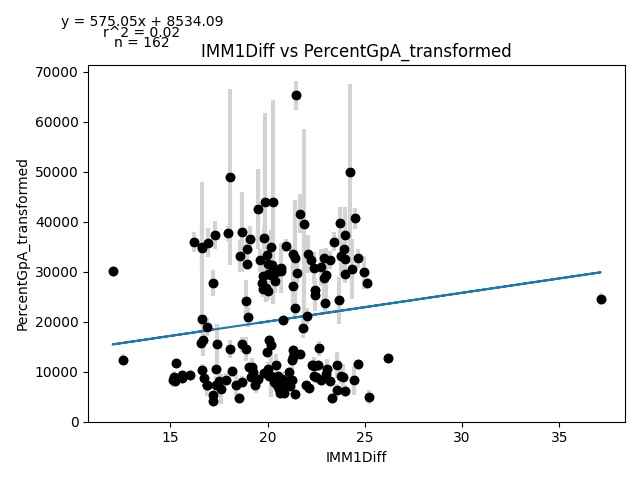 y = 575.05x + 8534.09
r^2 = 0.02
n = 162
IMM1Diff vs PercentGpA_transformed
70000
60000
50000
40000
30000
20000
10000
0
PercentGpA_transformed
15 20 25 30 35
IMM1Diff